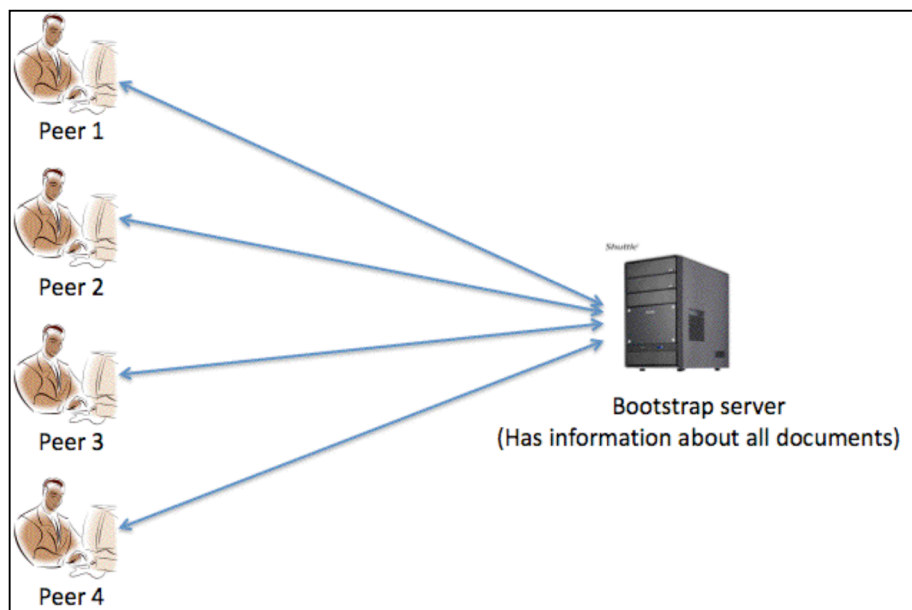 Peer 1
Peer 2
Peer 3
Peer 4
Shuttle
Bootstrap server
(Has information about all documents)